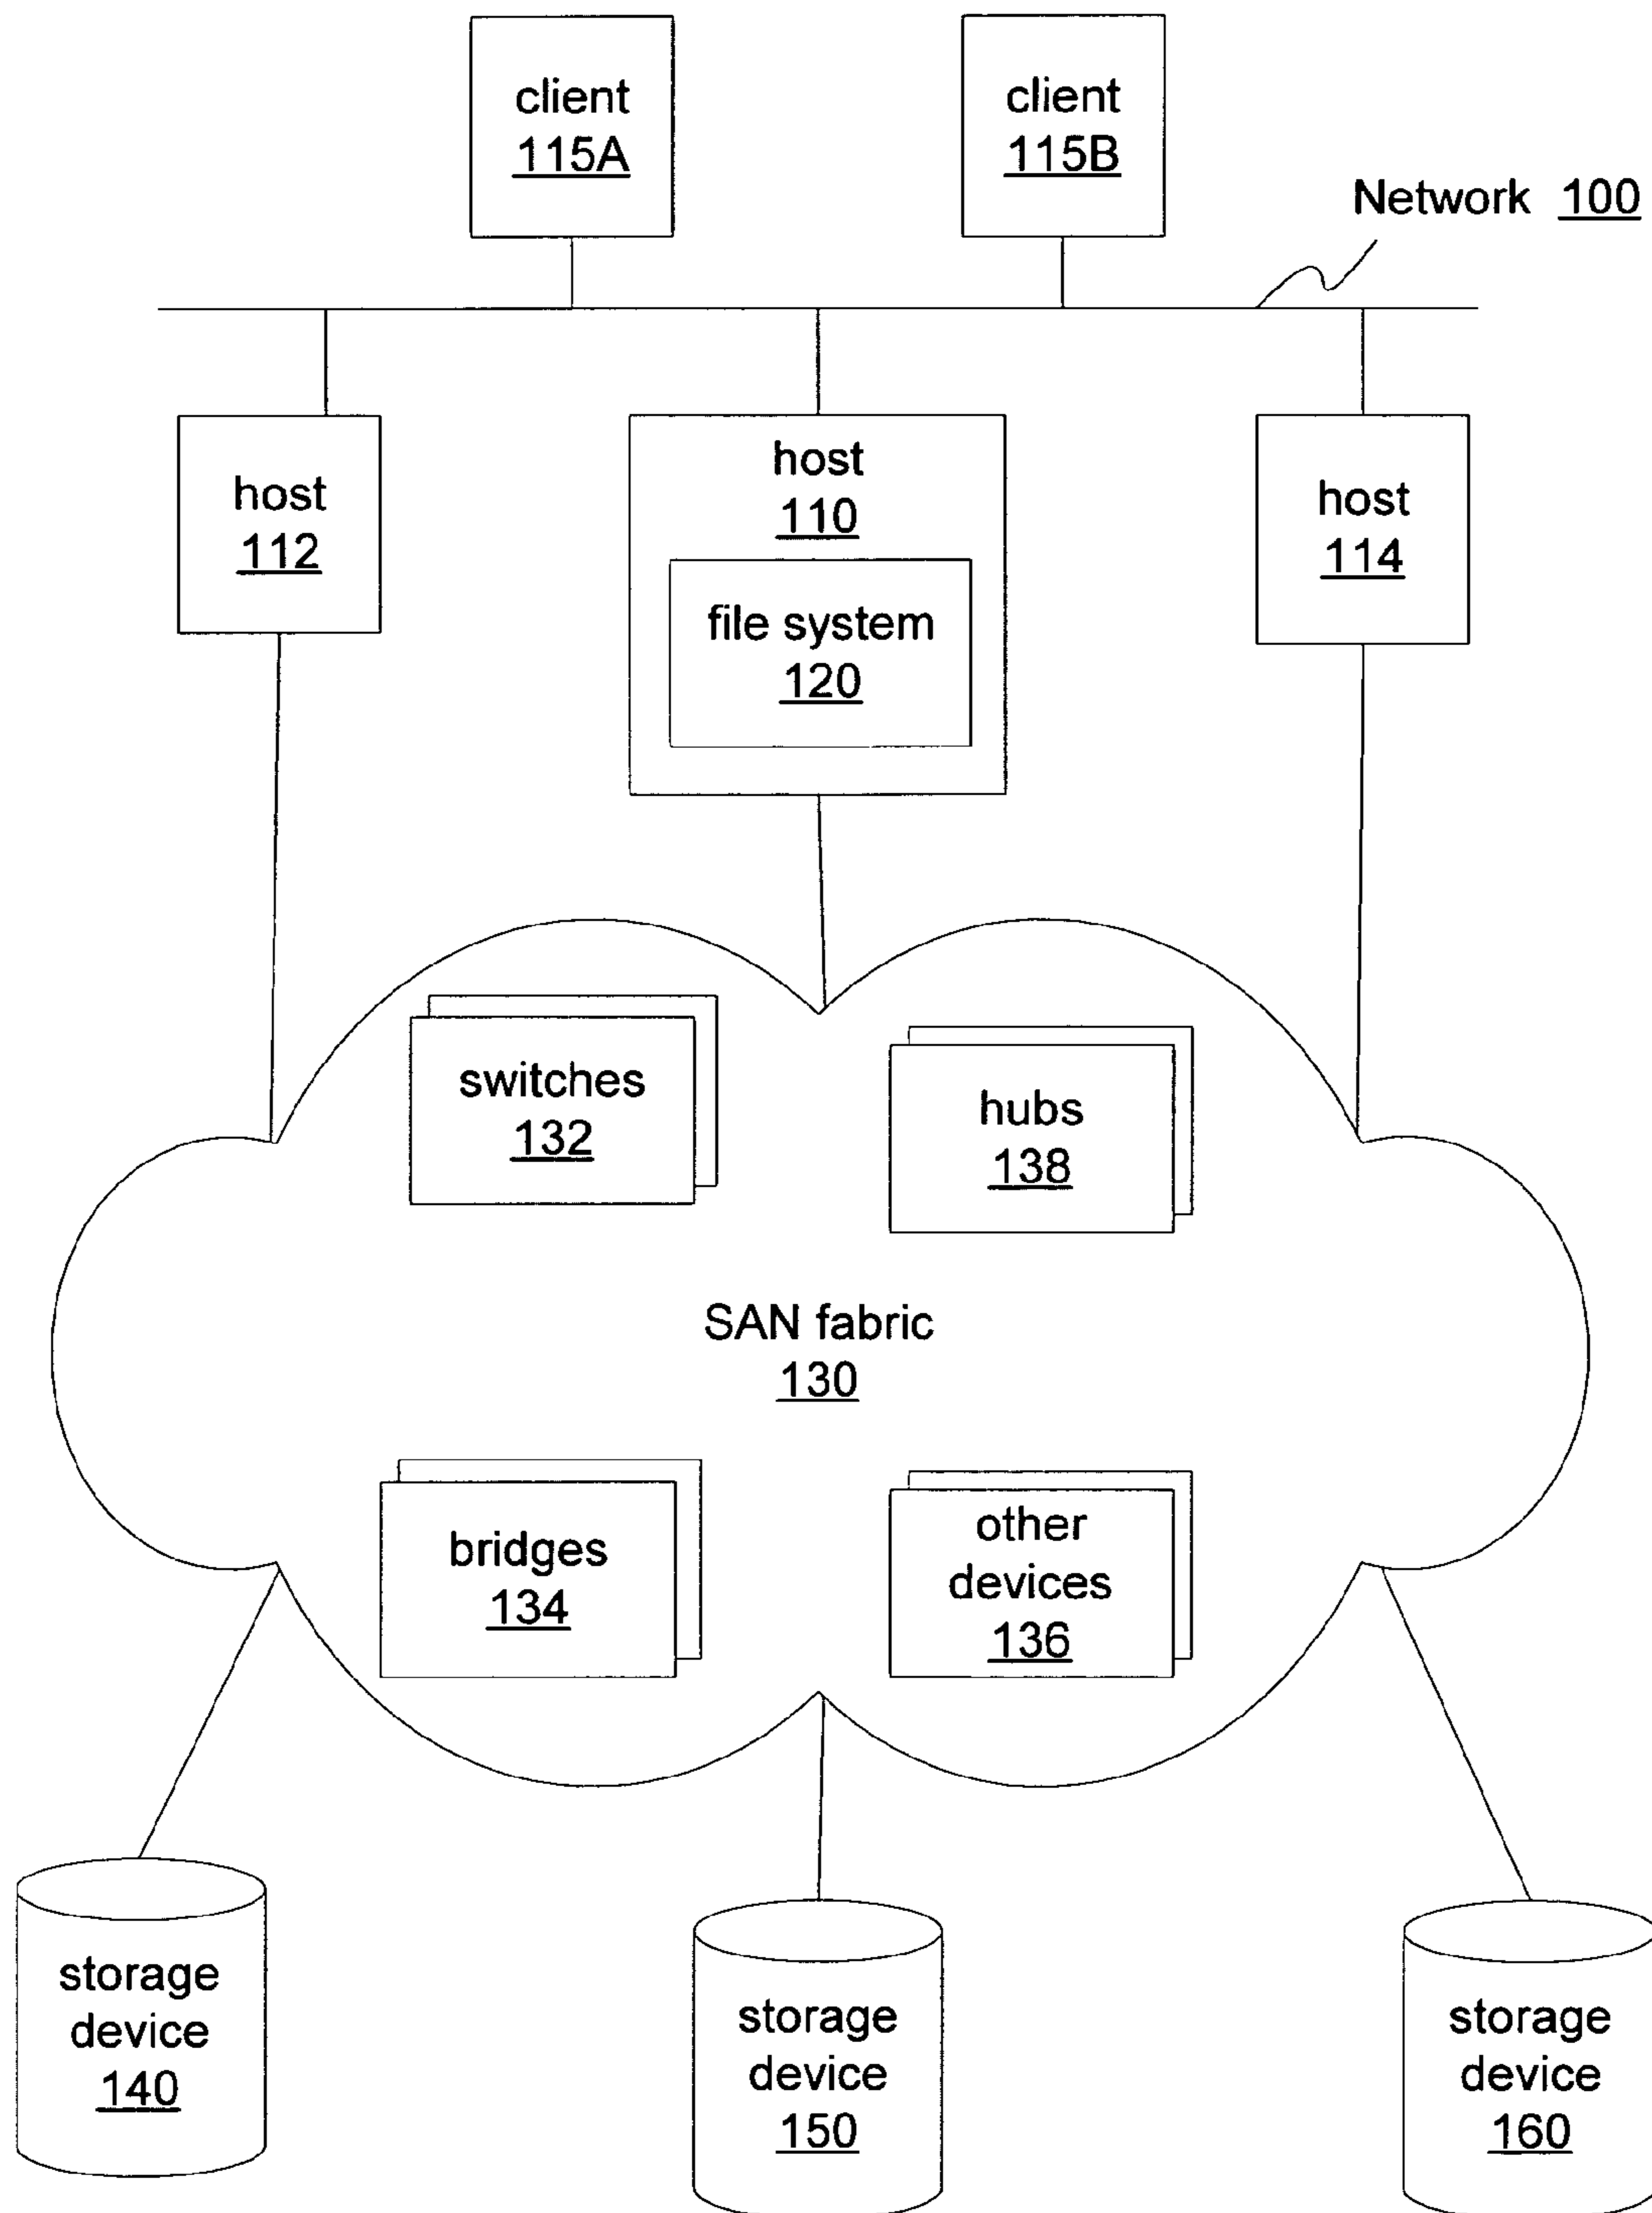 client
115A
client
115B
Network 100
host
112
host
110
file system
120
host
114
switches
132
hubs
138
SAN fabric
130
bridges
134
other
devices
136
storage
device
140
storage
device
150
storage
device
160